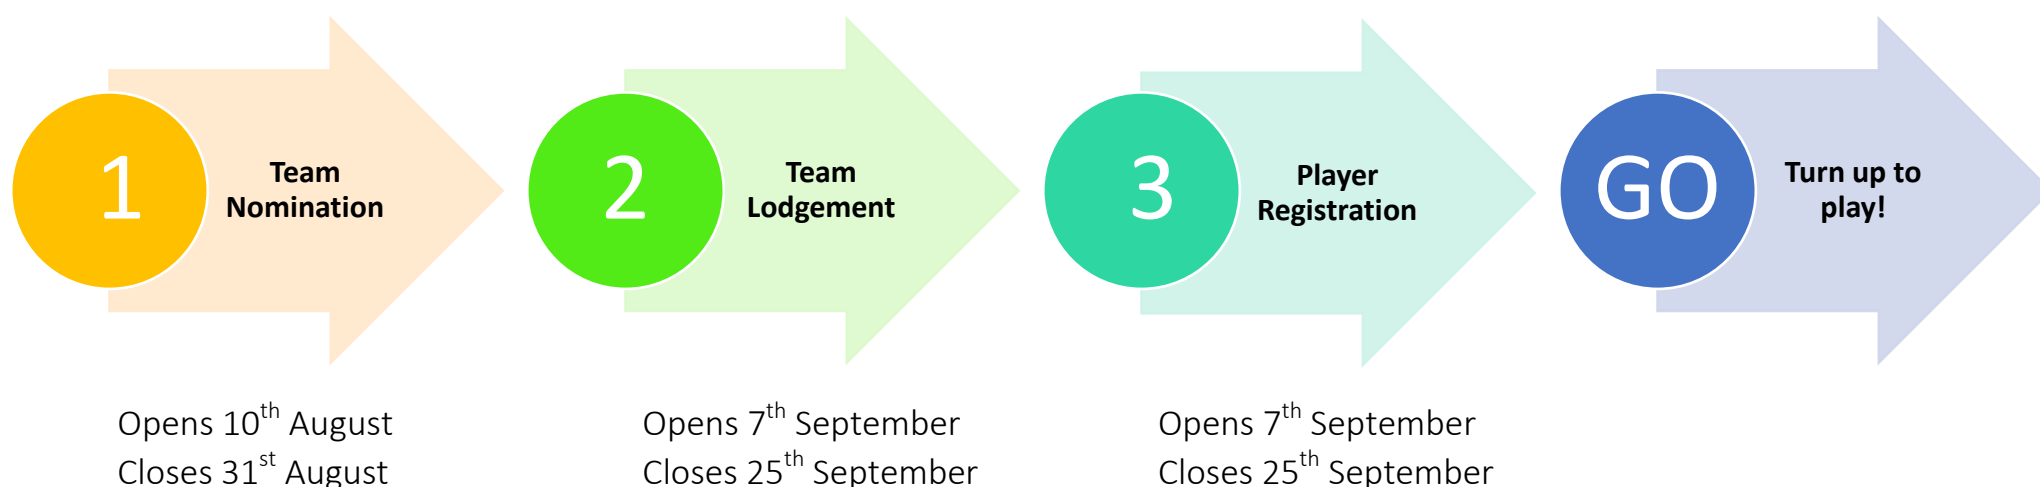 1
Team
Nomination
2
Team
Lodgement
3
Player
Registration
GO
Turn up to
play!
Opens 10th August
Closes 31st August
Opens 7th September
Closes 25th September
Opens 7th September
Closes 25th September